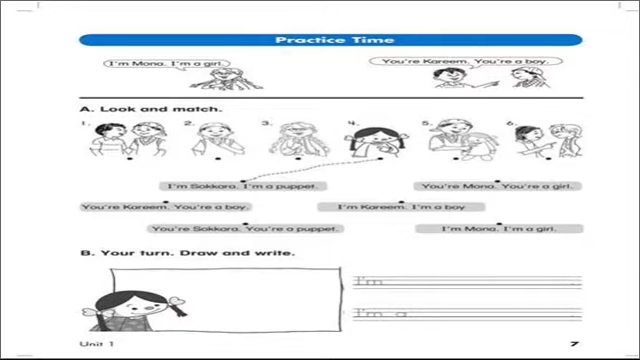 Practice Time
I'm Mona. I'm a girl.
You're Kareem. You're a boy.
A. Look and match.
1. 2. 3. 4. 5. 6.
I'm Sokkara. I'm a puppet.
You're Mona. You're a girl.
You're Kareem. You're a boy.
I'm Kareem. I'm a boy
You're Sokkara. You're a puppet.
I'm Mona. I'm a girl.
B. Your turn. Draw and write.
I'm .
I'm a .
Unit 1
7